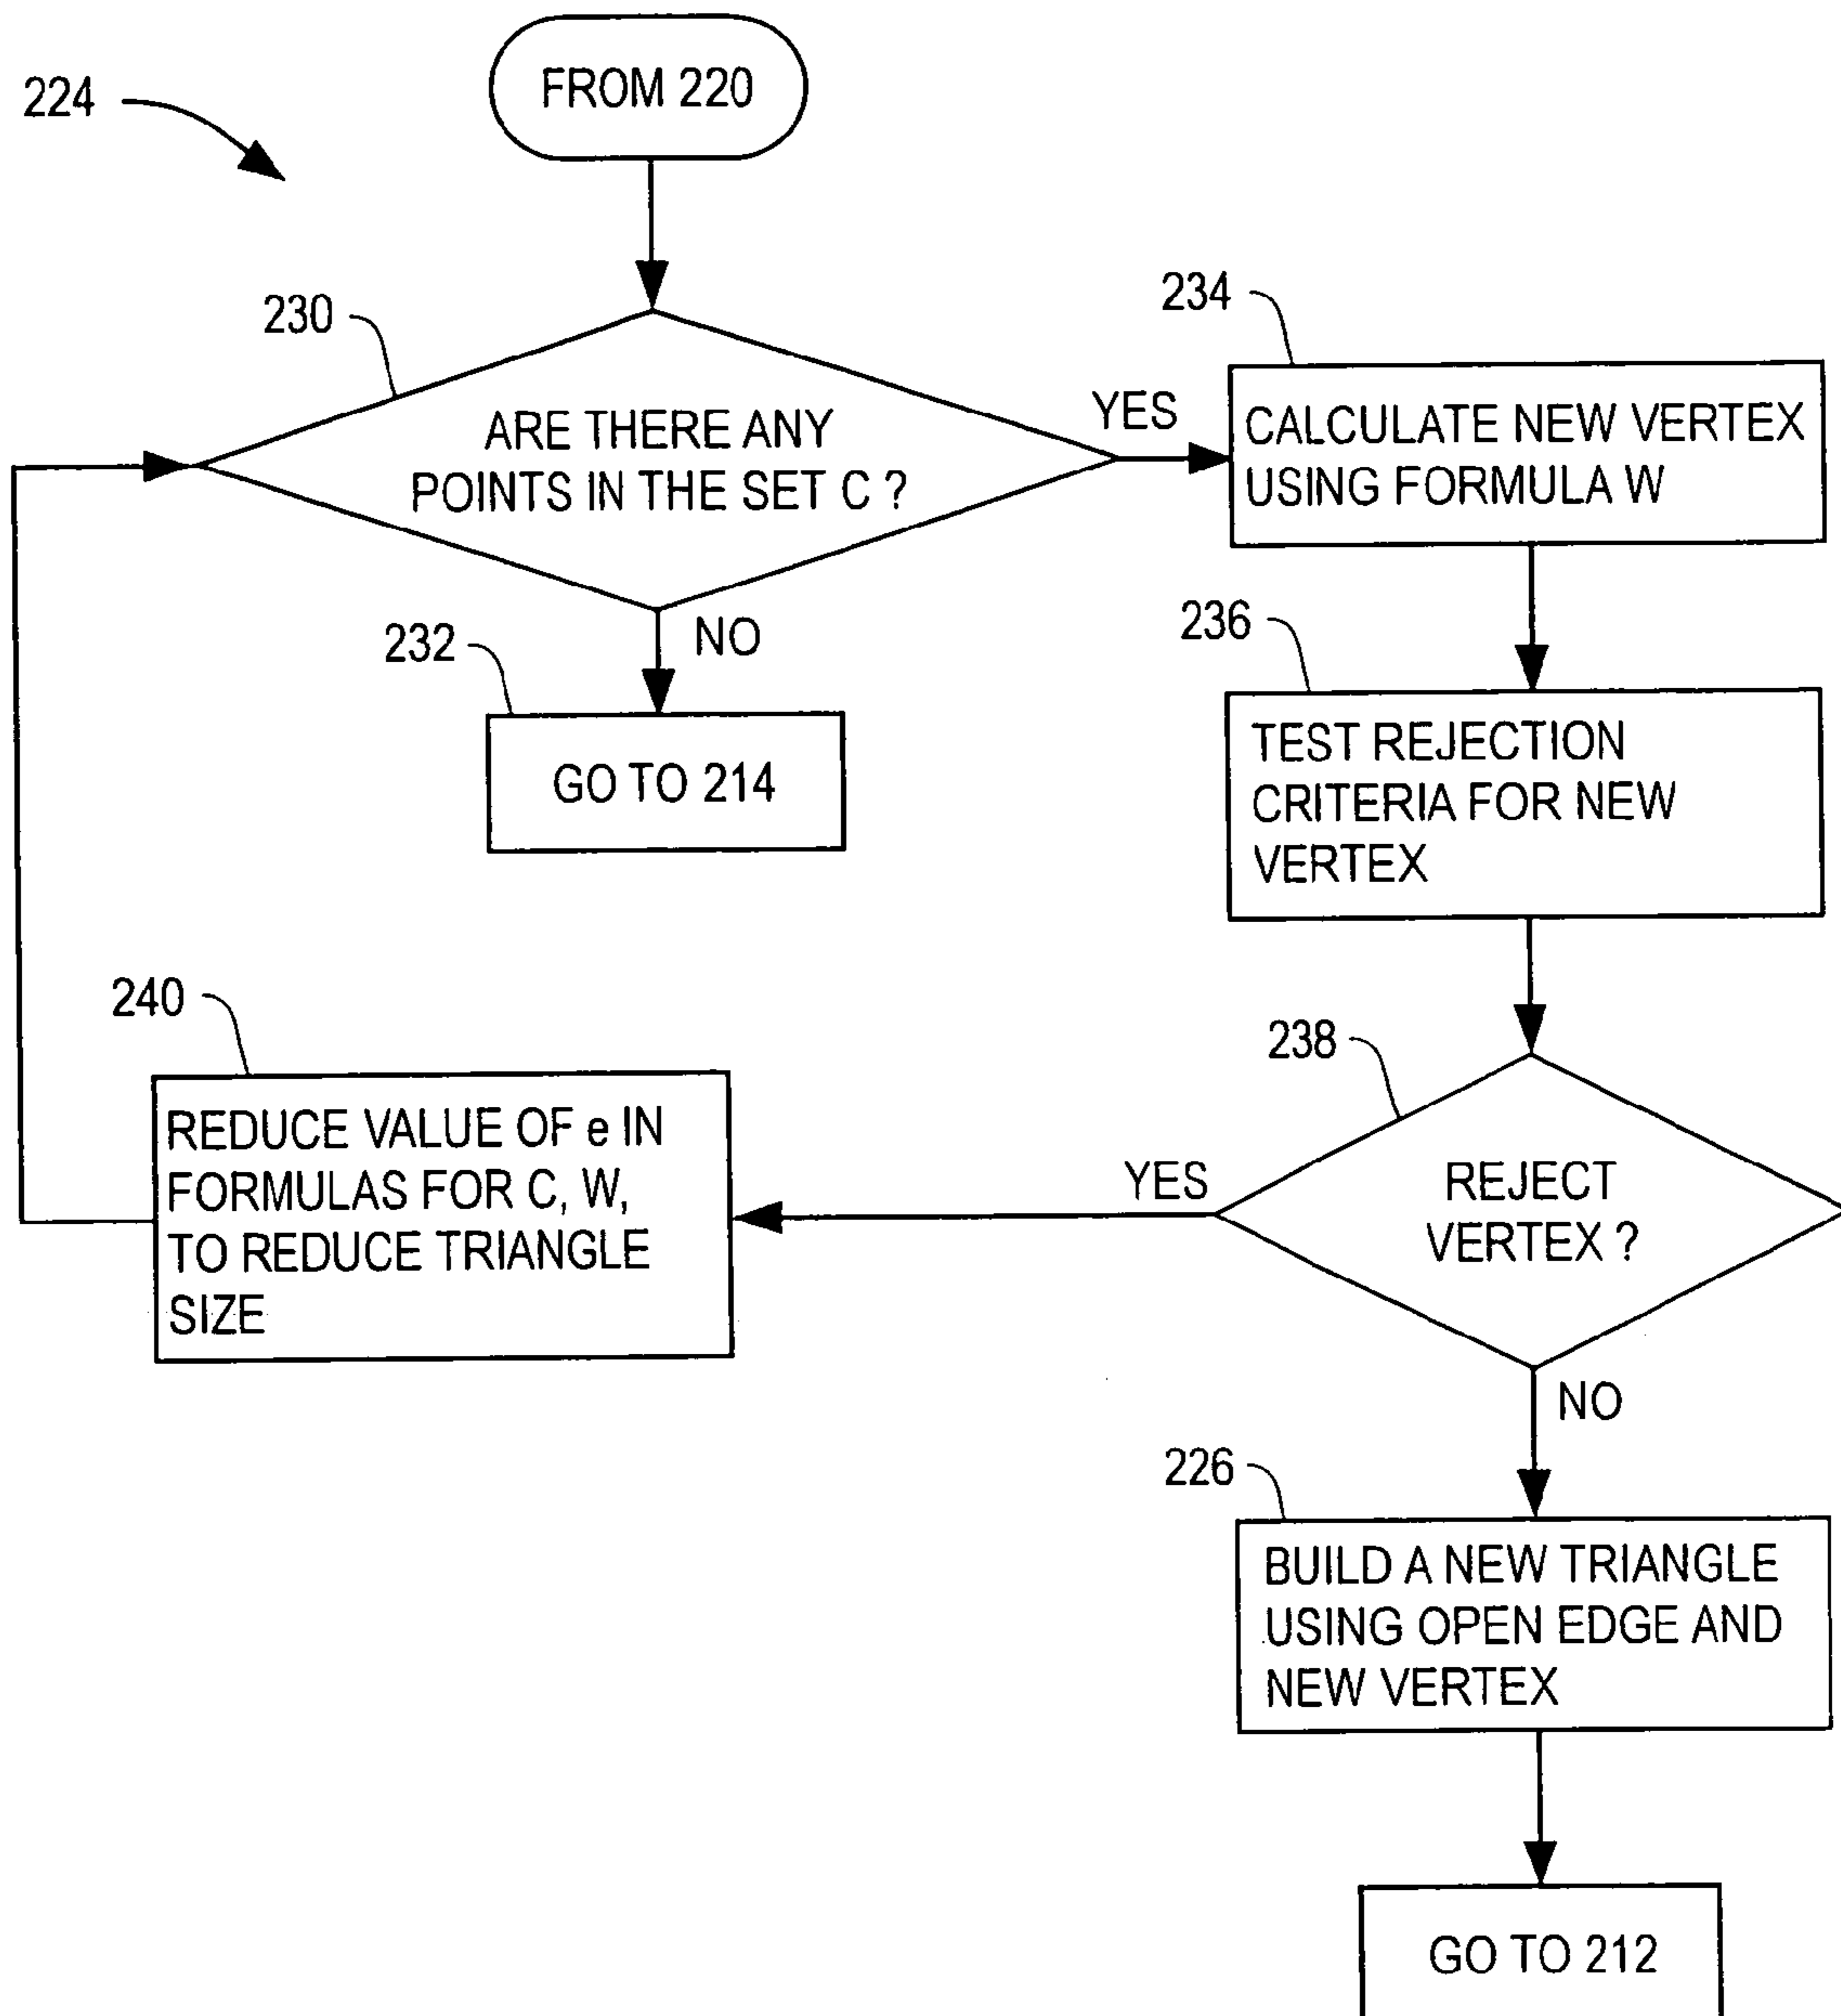 224
FROM 220
230
ARE THERE ANY
POINTS IN THE SET C ?
YES
234
CALCULATE NEW VERTEX
USING FORMULA W
NO
232
GO TO 214
236
TEST REJECTION
CRITERIA FOR NEW
VERTEX
238
REJECT
VERTEX ?
YES
240
REDUCE VALUE OF e IN
FORMULAS FOR C, W,
TO REDUCE TRIANGLE
SIZE
NO
226
BUILD A NEW TRIANGLE
USING OPEN EDGE AND
NEW VERTEX
GO TO 212